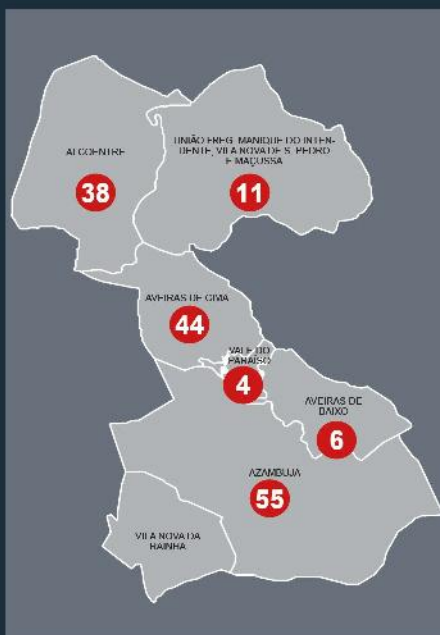 ALCOENTRE
38
UNIÃO FREG. MANIQUE DO INTEN-
DENTE, VILA NOVA DE S. PEDRO
E MAÇUSSA
11
AVEIRAS DE CIMA
44
VALE DO
PARAÍSO
4
AVEIRAS DE
BAIXO
6
AZAMBUJA
55
VILA NOVA DA
RAINHA